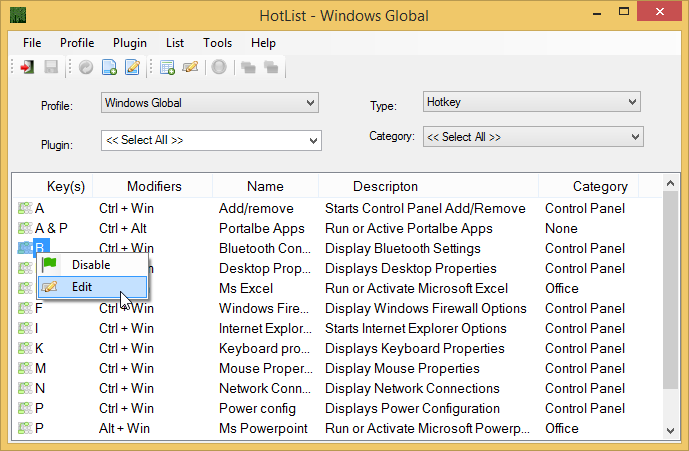 HotList - Windows Global
File Profile Plugin List Tools Help
Profile: Windows Global Type: Hotkey
Plugin: << Select All >> Category: << Select All >>
Key(s) Modifiers Name Descripton Category
A Ctrl + Win Add/remove Starts Control Panel Add/Remove Control Panel
A & P Ctrl + Alt Portalbe Apps Run or Active Portalbe Apps None
B Ctrl + Win Bluetooth Con... Display Bluetooth Settings Control Panel
Disable Desktop Prop... Displays Desktop Properties Control Panel
Edit Ms Excel Run or Activate Microsoft Excel Office
F Ctrl + Win Windows Fire... Display Windows Firewall Options Control Panel
I Ctrl + Win Internet Explor... Starts Internet Explorer Options Control Panel
K Ctrl + Win Keyboard pro... Displays Keyboard Properties Control Panel
M Ctrl + Win Mouse Proper... Display Mouse Properties Control Panel
N Ctrl + Win Network Conn... Display Network Connections Control Panel
P Ctrl + Win Power config Displays Power Configuration Control Panel
P Alt + Win Ms Powerpoint Run or Activate Microsoft Powerp... Office